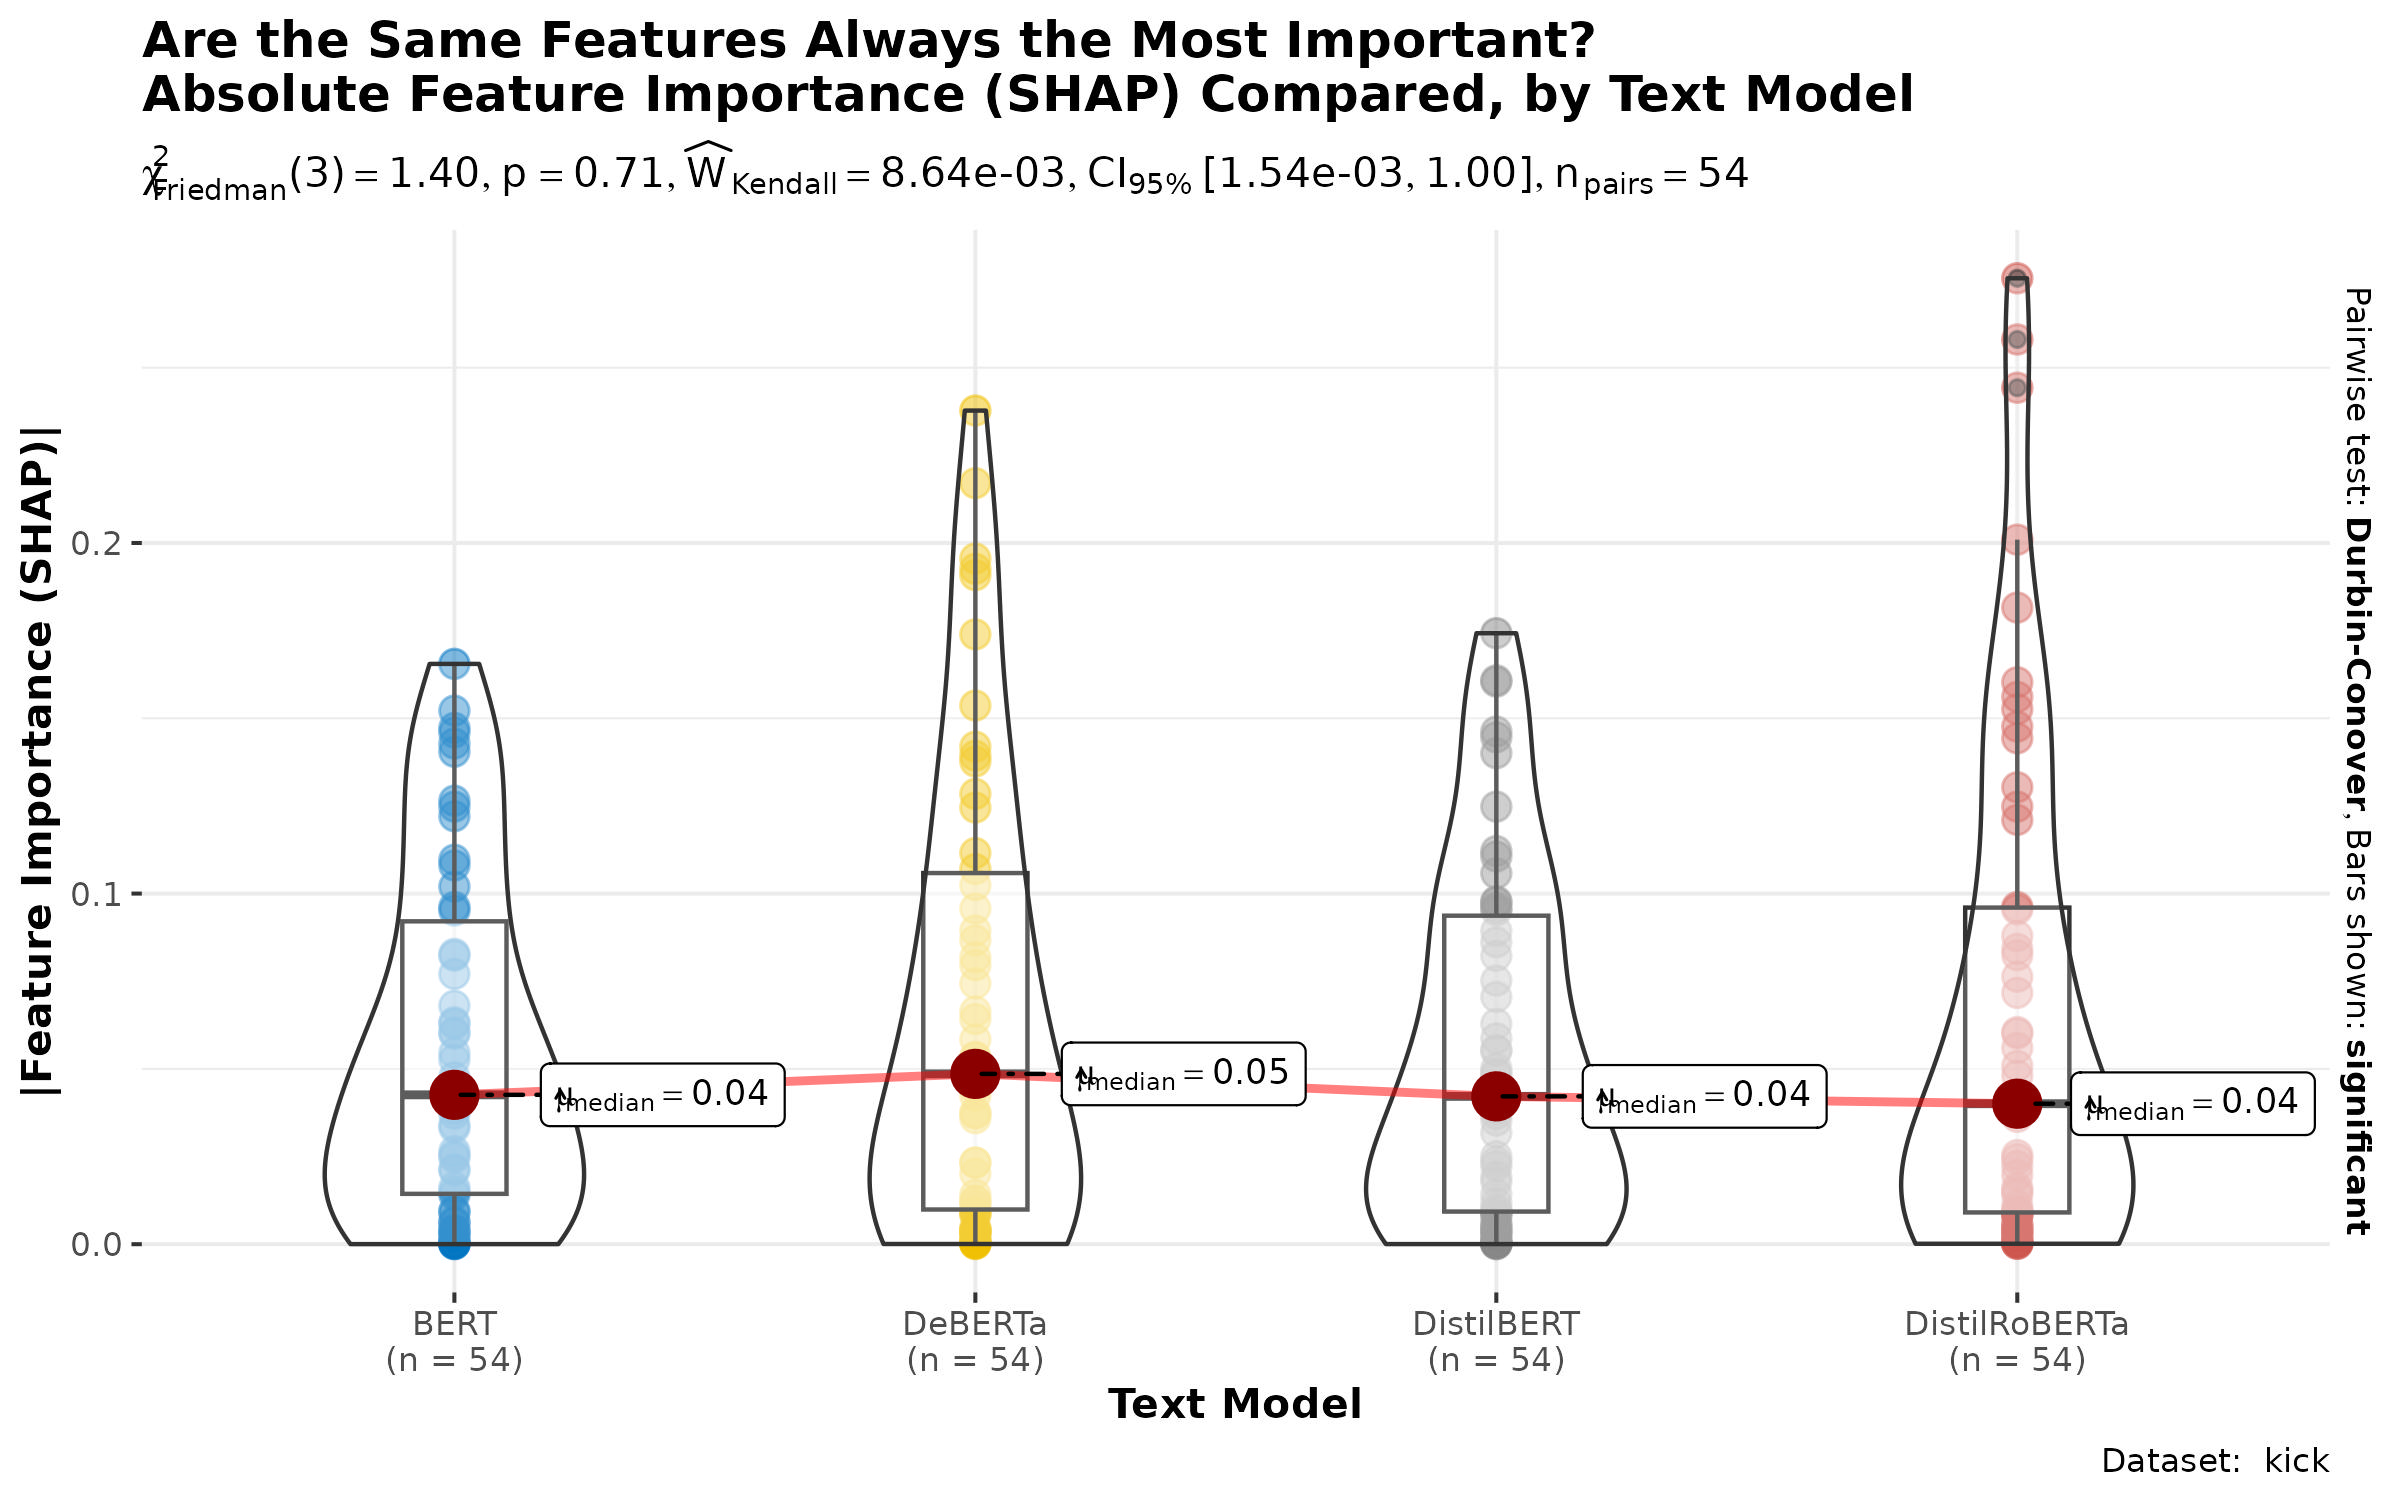 Are the Same Features Always the Most Important?
Absolute Feature Importance (SHAP) Compared, by Text Model
χ²Friedman(3) = 1.40, p = 0.71, ŴKendall = 8.64e-03, CI95% [1.54e-03, 1.00], npairs = 54
|Feature Importance (SHAP)|
0.2
0.1
0.0
μ̂median = 0.04
μ̂median = 0.05
μ̂median = 0.04
μ̂median = 0.04
Pairwise test: Durbin-Conover, Bars shown: significant
BERT
(n = 54)
DeBERTa
(n = 54)
DistilBERT
(n = 54)
DistilRoBERTa
(n = 54)
Text Model
Dataset: kick